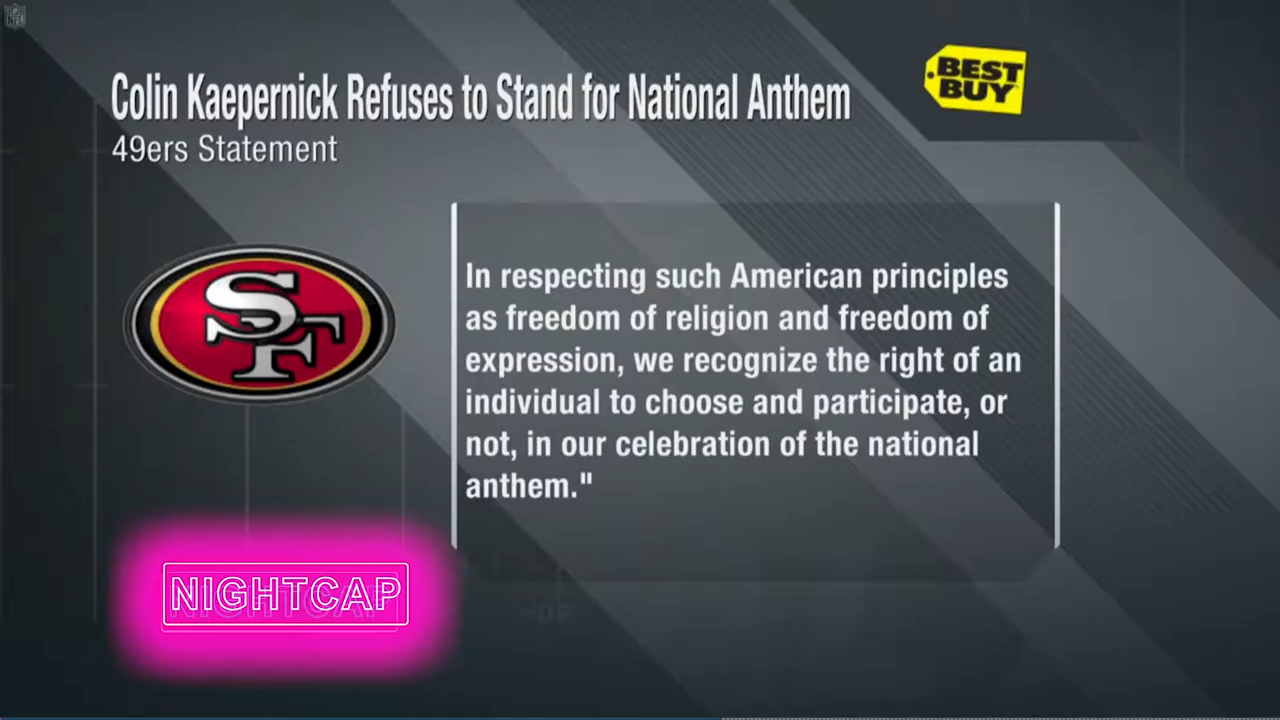 NFL
Colin Kaepernick Refuses to Stand for National Anthem
49ers Statement
BEST
BUY
SF
In respecting such American principles
as freedom of religion and freedom of
expression, we recognize the right of an
individual to choose and participate, or
not, in our celebration of the national
anthem."
NIGHTCAP